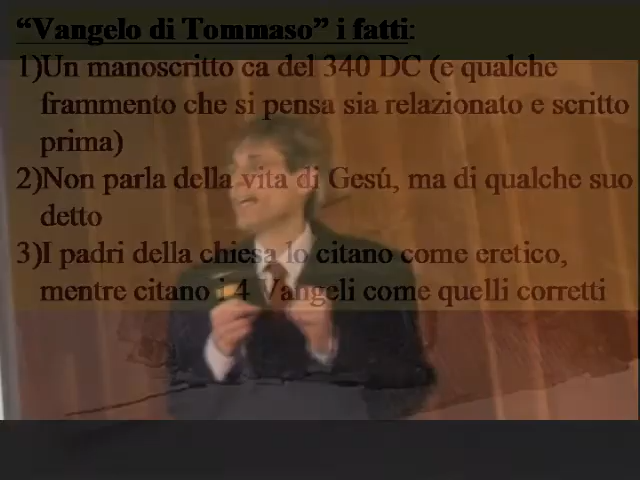 “Vangelo di Tommaso” i fatti:
1)Un manoscritto ca del 340 DC (e qualche
frammento che si pensa sia relazionato e scritto
prima)
2)Non parla della vita di Gesú, ma di qualche suo
detto
3)I padri della chiesa lo citano come eretico,
mentre citano i 4 Vangeli come quelli corretti